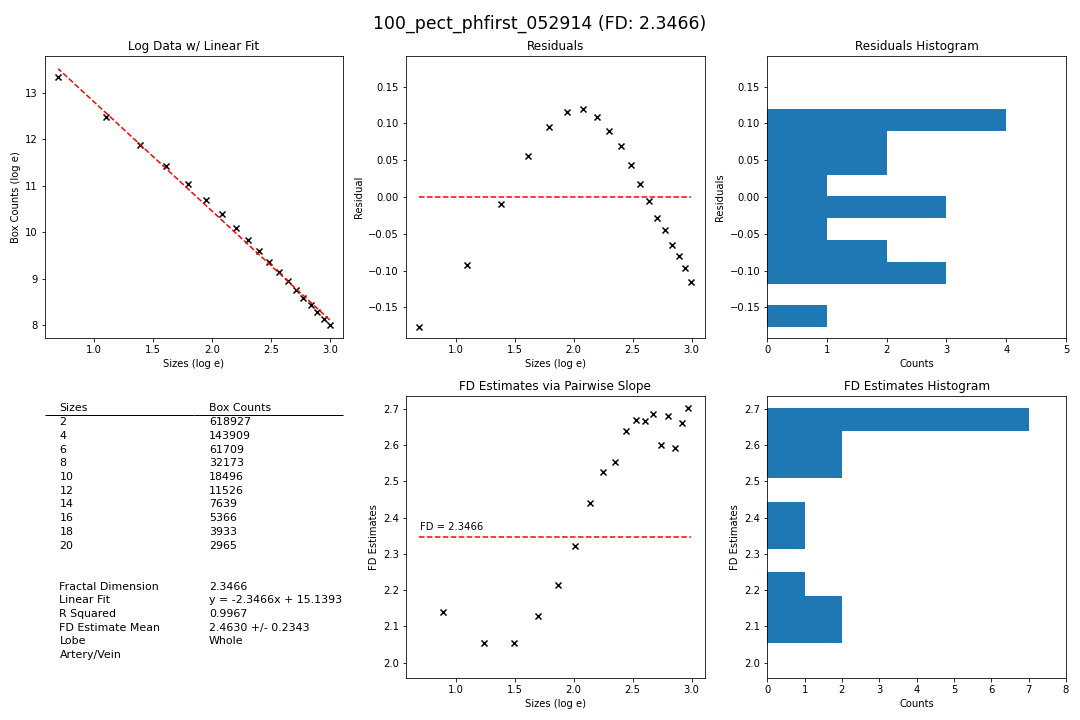 100_pect_phfirst_052914 (FD: 2.3466)
Log Data w/ Linear Fit
Box Counts (log e)
13
12
11
10
9
8
1.0 1.5 2.0 2.5 3.0
Sizes (log e)
Residuals
Residual
0.15
0.10
0.05
0.00
−0.05
−0.10
−0.15
1.0 1.5 2.0 2.5 3.0
Sizes (log e)
Residuals Histogram
Residuals
0.15
0.10
0.05
0.00
−0.05
−0.10
−0.15
0 1 2 3 4 5
Counts
Sizes Box Counts
2 618927
4 143909
6 61709
8 32173
10 18496
12 11526
14 7639
16 5366
18 3933
20 2965
Fractal Dimension 2.3466
Linear Fit y = -2.3466x + 15.1393
R Squared 0.9967
FD Estimate Mean 2.4630 +/- 0.2343
Lobe Whole
Artery/Vein
FD Estimates via Pairwise Slope
FD Estimates
2.7
2.6
2.5
2.4
2.3
2.2
2.1
2.0
FD = 2.3466
1.0 1.5 2.0 2.5 3.0
Sizes (log e)
FD Estimates Histogram
FD Estimates
2.7
2.6
2.5
2.4
2.3
2.2
2.1
2.0
0 1 2 3 4 5 6 7 8
Counts